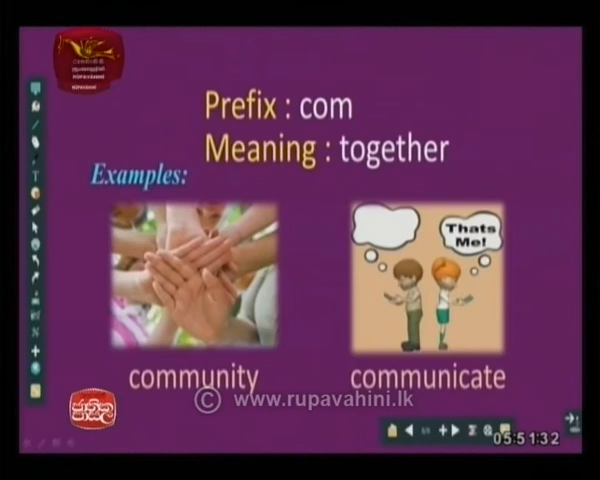 Prefix : com
Meaning : together
Examples:
Thats
Me!
community
communicate
© www.rupavahini.lk
05:51:32